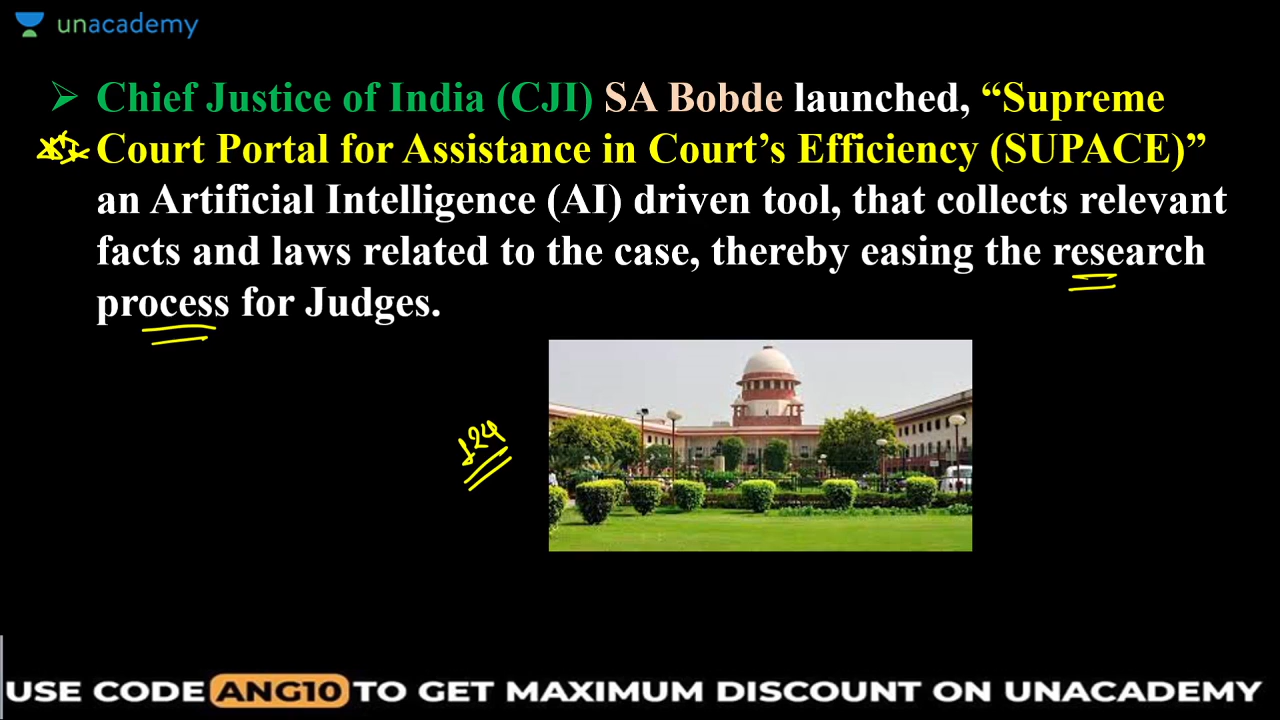 unacademy
➢ Chief Justice of India (CJI) SA Bobde launched, “Supreme
Court Portal for Assistance in Court’s Efficiency (SUPACE)”
an Artificial Intelligence (AI) driven tool, that collects relevant
facts and laws related to the case, thereby easing the research
process for Judges.
124
USE CODE ANG10 TO GET MAXIMUM DISCOUNT ON UNACADEMY